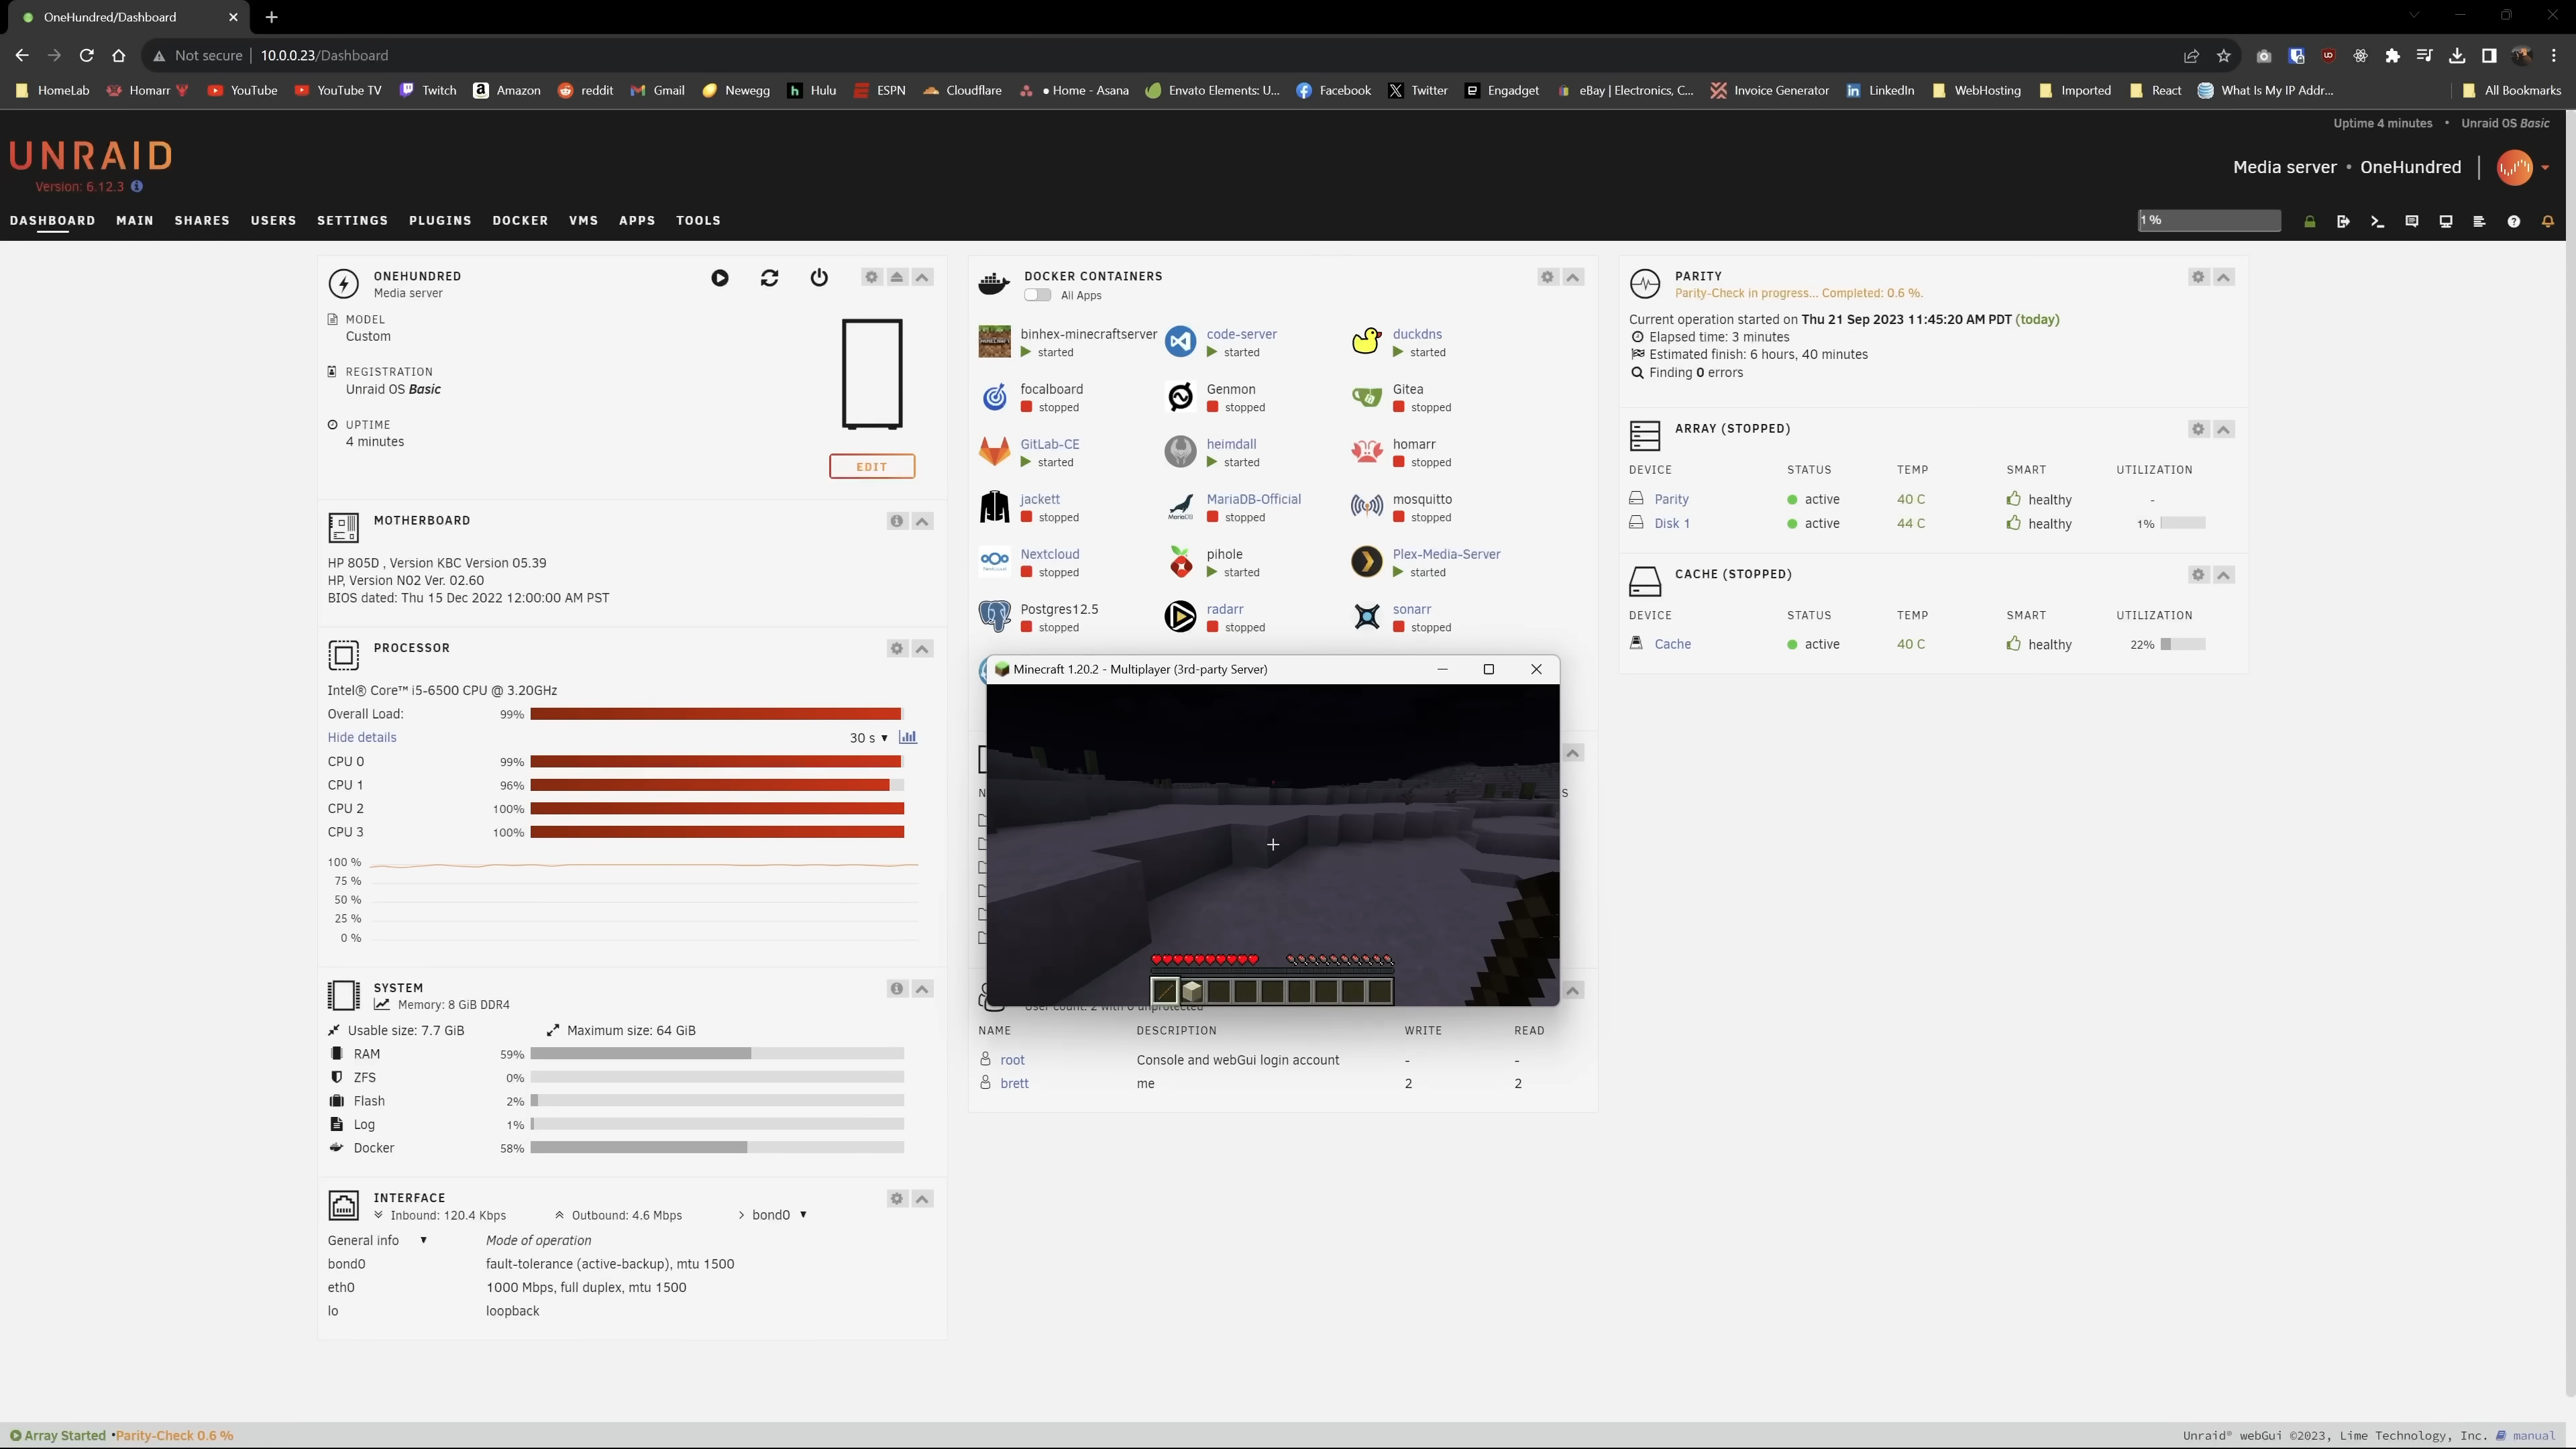 OneHundred/Dashboard
Not secure 10.0.0.23/Dashboard
HomeLab Homarr YouTube YouTube TV Twitch Amazon reddit Gmail Newegg Hulu ESPN Cloudflare • Home - Asana Envato Elements: U... Facebook Twitter Engadget eBay | Electronics, C... Invoice Generator LinkedIn WebHosting Imported React What Is My IP Addr... All Bookmarks
Uptime 4 minutes • Unraid OS Basic
UNRAID
Version: 6.12.3
Media server • OneHundred
DASHBOARD MAIN SHARES USERS SETTINGS PLUGINS DOCKER VMS APPS TOOLS
1 %
ONEHUNDRED
Media server
MODEL
Custom
REGISTRATION
Unraid OS Basic
UPTIME
4 minutes
EDIT
MOTHERBOARD
HP 805D , Version KBC Version 05.39
HP, Version N02 Ver. 02.60
BIOS dated: Thu 15 Dec 2022 12:00:00 AM PST
PROCESSOR
Intel® Core™ i5-6500 CPU @ 3.20GHz
Overall Load: 99%
Hide details 30 s
CPU 0 99%
CPU 1 96%
CPU 2 100%
CPU 3 100%
100 %
75 %
50 %
25 %
0 %
SYSTEM
Memory: 8 GiB DDR4
Usable size: 7.7 GiB Maximum size: 64 GiB
RAM 59%
ZFS 0%
Flash 2%
Log 1%
Docker 58%
INTERFACE
Inbound: 120.4 Kbps Outbound: 4.6 Mbps bond0
General info Mode of operation
bond0 fault-tolerance (active-backup), mtu 1500
eth0 1000 Mbps, full duplex, mtu 1500
lo loopback
DOCKER CONTAINERS
All Apps
binhex-minecraftserver code-server duckdns
started started started
focalboard Genmon Gitea
stopped stopped stopped
GitLab-CE heimdall homarr
started started stopped
jackett MariaDB-Official mosquitto
stopped stopped stopped
Nextcloud pihole Plex-Media-Server
stopped started started
Postgres12.5 radarr sonarr
stopped stopped stopped
Minecraft 1.20.2 - Multiplayer (3rd-party Server)
User count: 2 with 0 unprotected
NAME DESCRIPTION WRITE READ
root Console and webGui login account - -
brett me 2 2
PARITY
Parity-Check in progress... Completed: 0.6 %.
Current operation started on Thu 21 Sep 2023 11:45:20 AM PDT (today)
Elapsed time: 3 minutes
Estimated finish: 6 hours, 40 minutes
Finding 0 errors
ARRAY (STOPPED)
DEVICE STATUS TEMP SMART UTILIZATION
Parity active 40 C healthy -
Disk 1 active 44 C healthy 1%
CACHE (STOPPED)
DEVICE STATUS TEMP SMART UTILIZATION
Cache active 40 C healthy 22%
Array Started •Parity-Check 0.6 %
Unraid® webGui ©2023, Lime Technology, Inc. manual